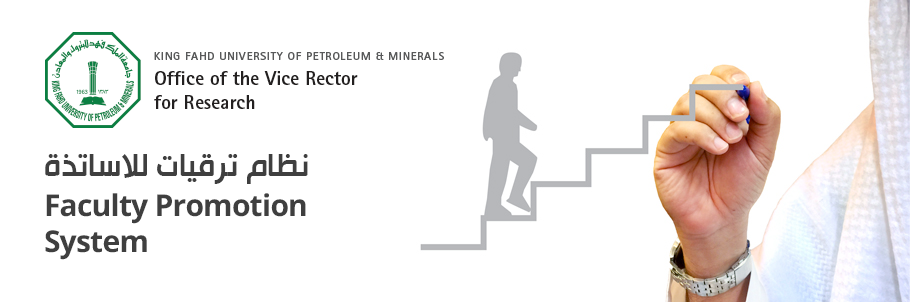 جامعة الملك فهد للبترول والمعادن
1963 ١٣٨٣
KING FAHD UNIVERSITY OF PETROLEUM & MINERALS
KING FAHD UNIVERSITY OF PETROLEUM & MINERALS
Office of the Vice Rector
for Research
نظام ترقيات للاساتذة
Faculty Promotion
System